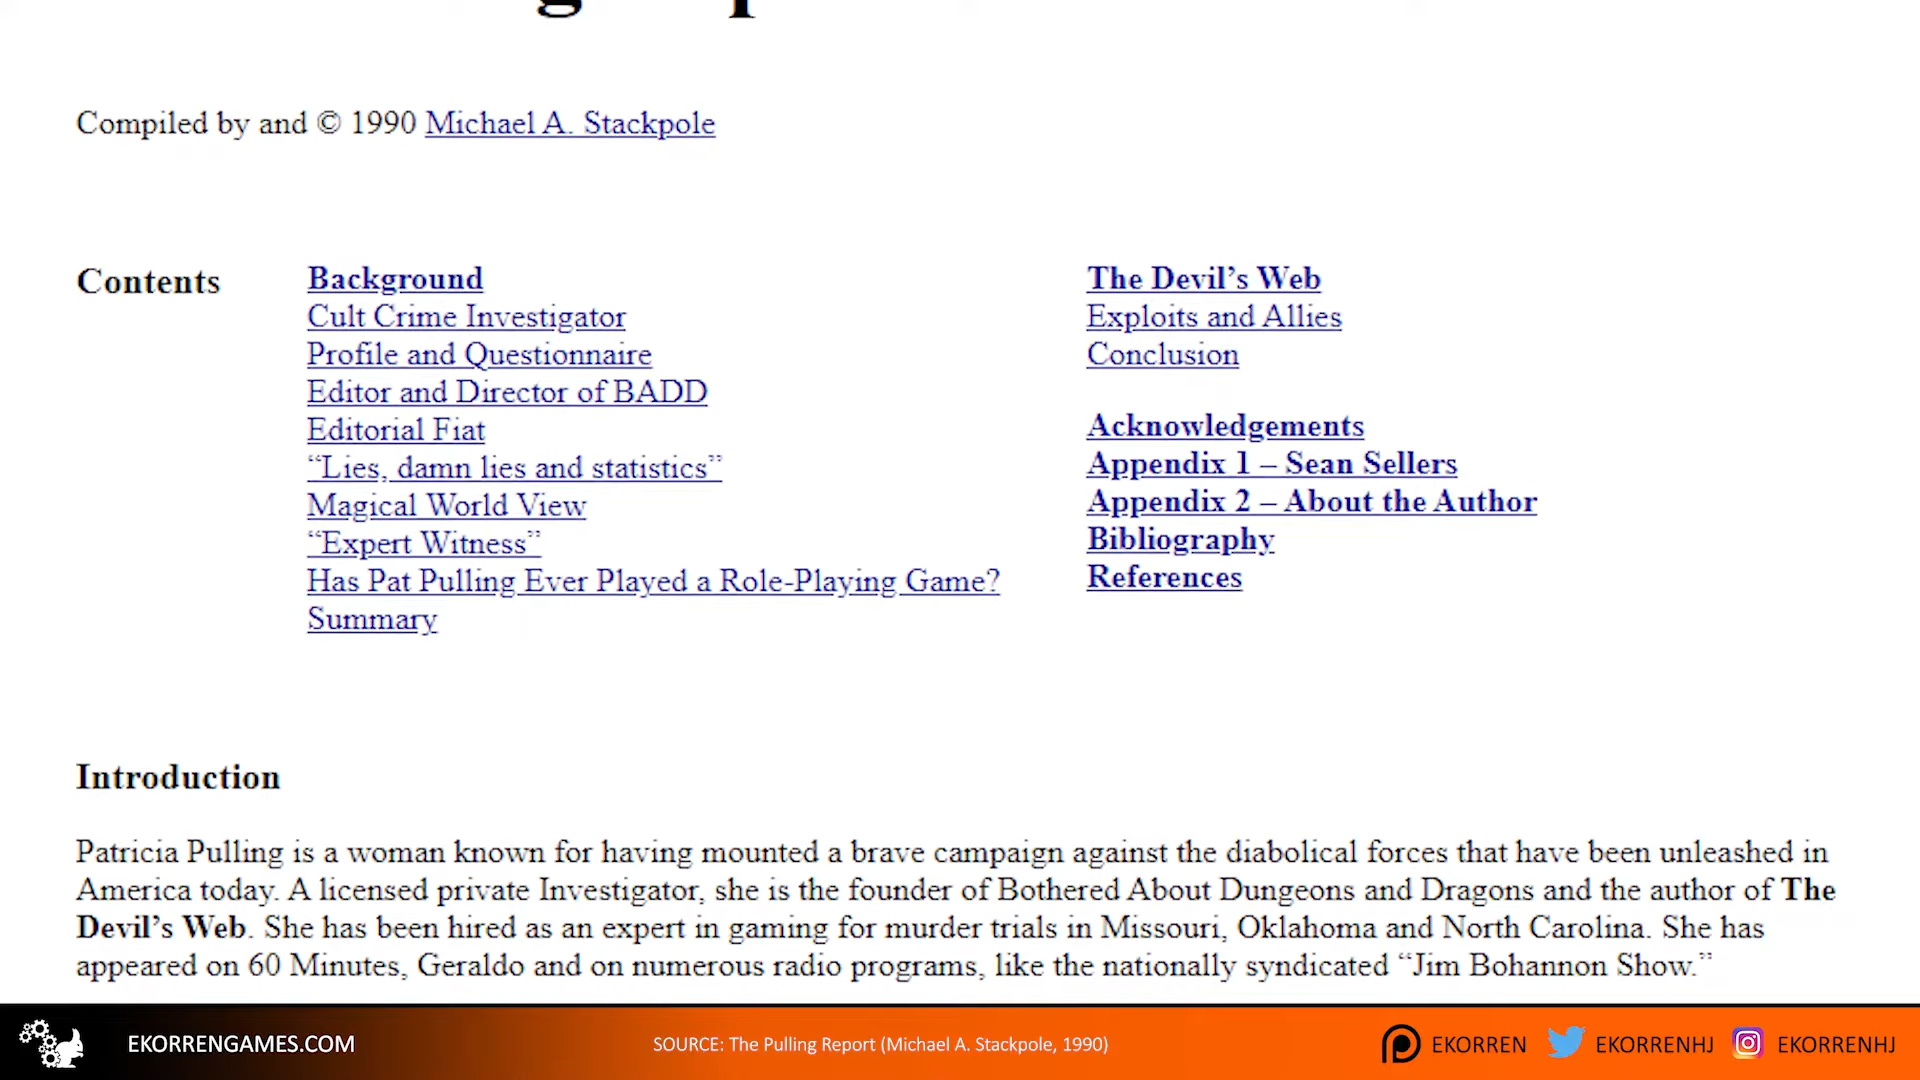 Compiled by and © 1990 Michael A. Stackpole
Contents
Background
Cult Crime Investigator
Profile and Questionnaire
Editor and Director of BADD
Editorial Fiat
“Lies, damn lies and statistics”
Magical World View
“Expert Witness”
Has Pat Pulling Ever Played a Role-Playing Game?
Summary
The Devil’s Web
Exploits and Allies
Conclusion
Acknowledgements
Appendix 1 – Sean Sellers
Appendix 2 – About the Author
Bibliography
References
Introduction
Patricia Pulling is a woman known for having mounted a brave campaign against the diabolical forces that have been unleashed in
America today. A licensed private Investigator, she is the founder of Bothered About Dungeons and Dragons and the author of The
Devil’s Web. She has been hired as an expert in gaming for murder trials in Missouri, Oklahoma and North Carolina. She has
appeared on 60 Minutes, Geraldo and on numerous radio programs, like the nationally syndicated “Jim Bohannon Show.”
EKORRENGAMES.COM
SOURCE: The Pulling Report (Michael A. Stackpole, 1990)
EKORREN
EKORRENHJ
EKORRENHJ